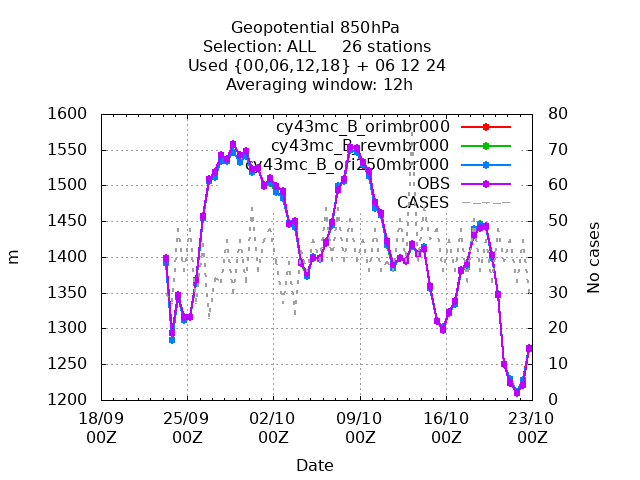 Geopotential 850hPa
Selection: ALL     26 stations
Used {00,06,12,18} + 06 12 24
Averaging window: 12h
1600
1550
1500
1450
1400
1350
1300
1250
1200
m
80
70
60
50
40
30
20
10
0
No cases
cy43mc_B_orimbr000
cy43mc_B_revmbr000
cy43mc_B_ori250mbr000
OBS
CASES
18/09 25/09 02/10 09/10 16/10 23/10
00Z 00Z 00Z 00Z 00Z 00Z
Date